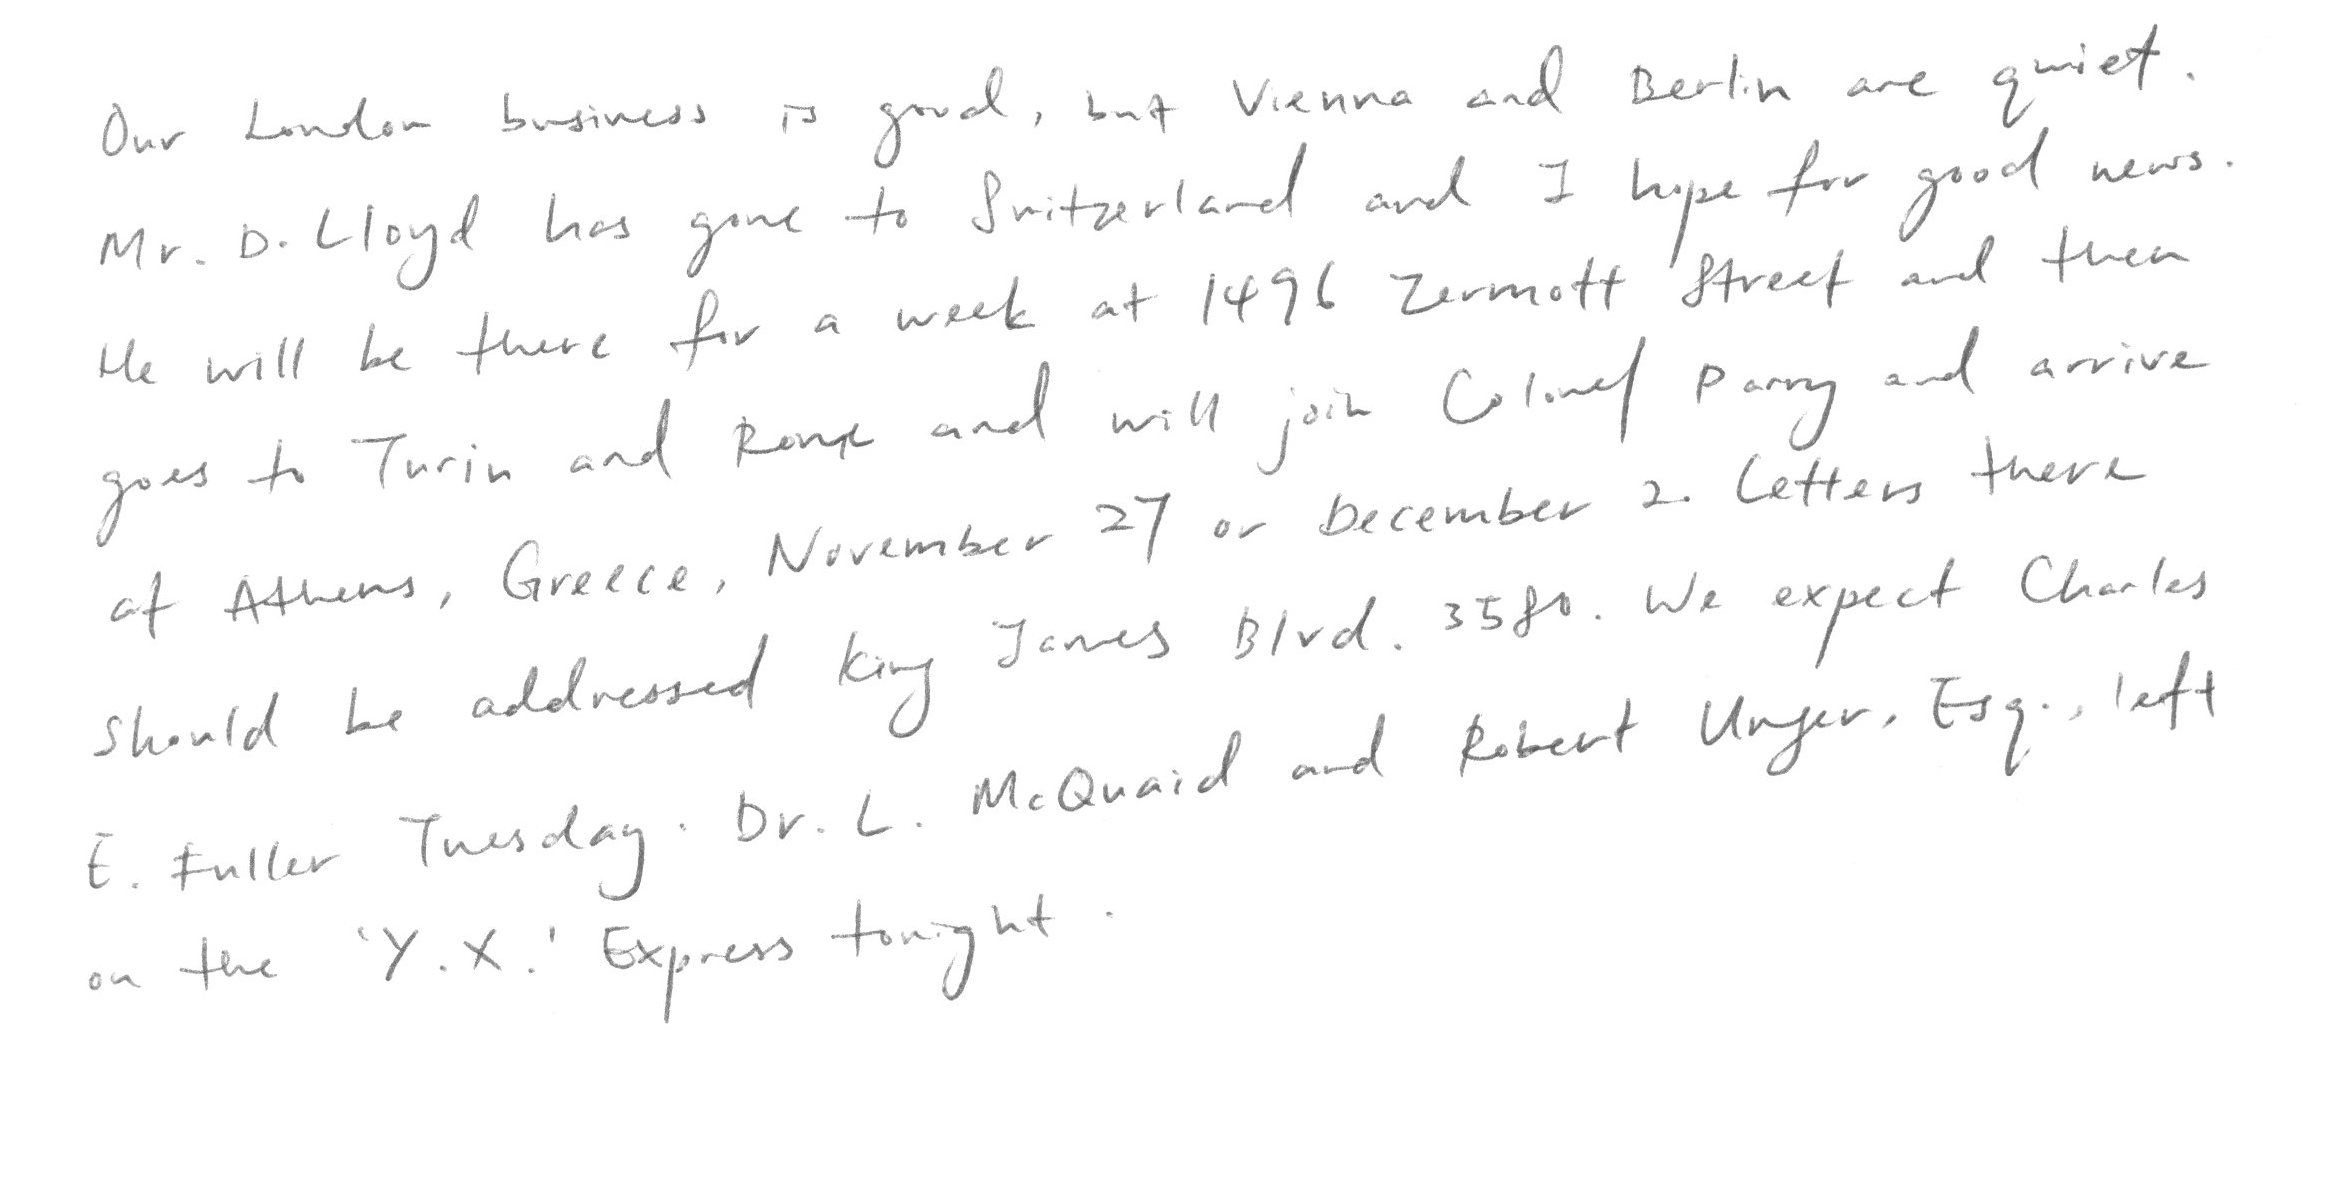 Our London business is good, but Vienna and Berlin are quiet.
Mr. D. Lloyd has gone to Switzerland and I hope for good news.
He will be there for a week at 1496 Zermott Street and then
goes to Turin and Rome and will join Colonel Parry and arrive
at Athens, Greece, November 27 or December 2. Letters there
should be addressed King James Blvd. 3580. We expect Charles
E. Fuller Tuesday. Dr. L. McQuaid and Robert Unger, Esq., left
on the 'Y.X.' Express tonight.